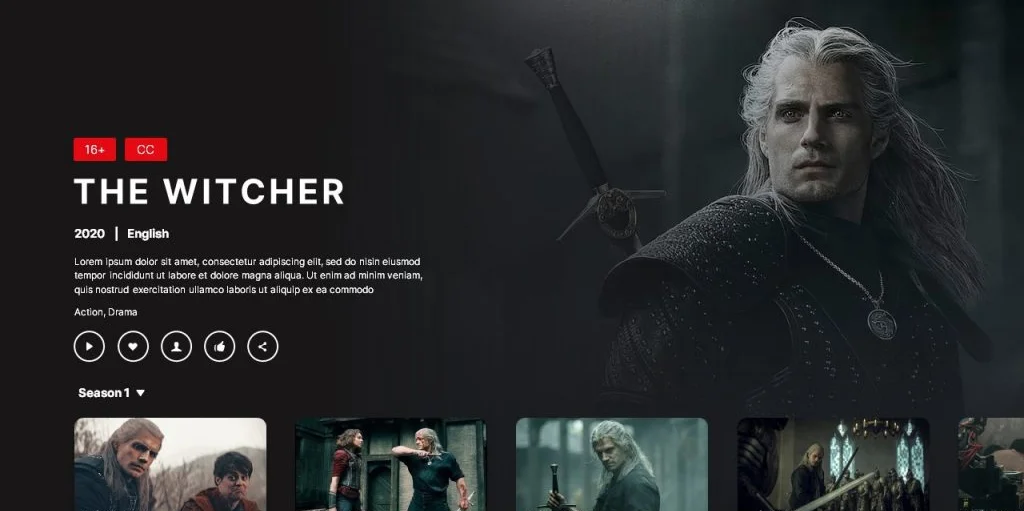 16+ CC
THE WITCHER
2020 | English
Lorem ipsum dolor sit amet, consectetur adipiscing elit, sed do nisin eiusmod
tempor incididunt ut labore et dolore magna aliqua. Ut enim ad minim veniam,
quis nostrud exercitation ullamco laboris ut aliquip ex ea commodo
Action, Drama
Season 1